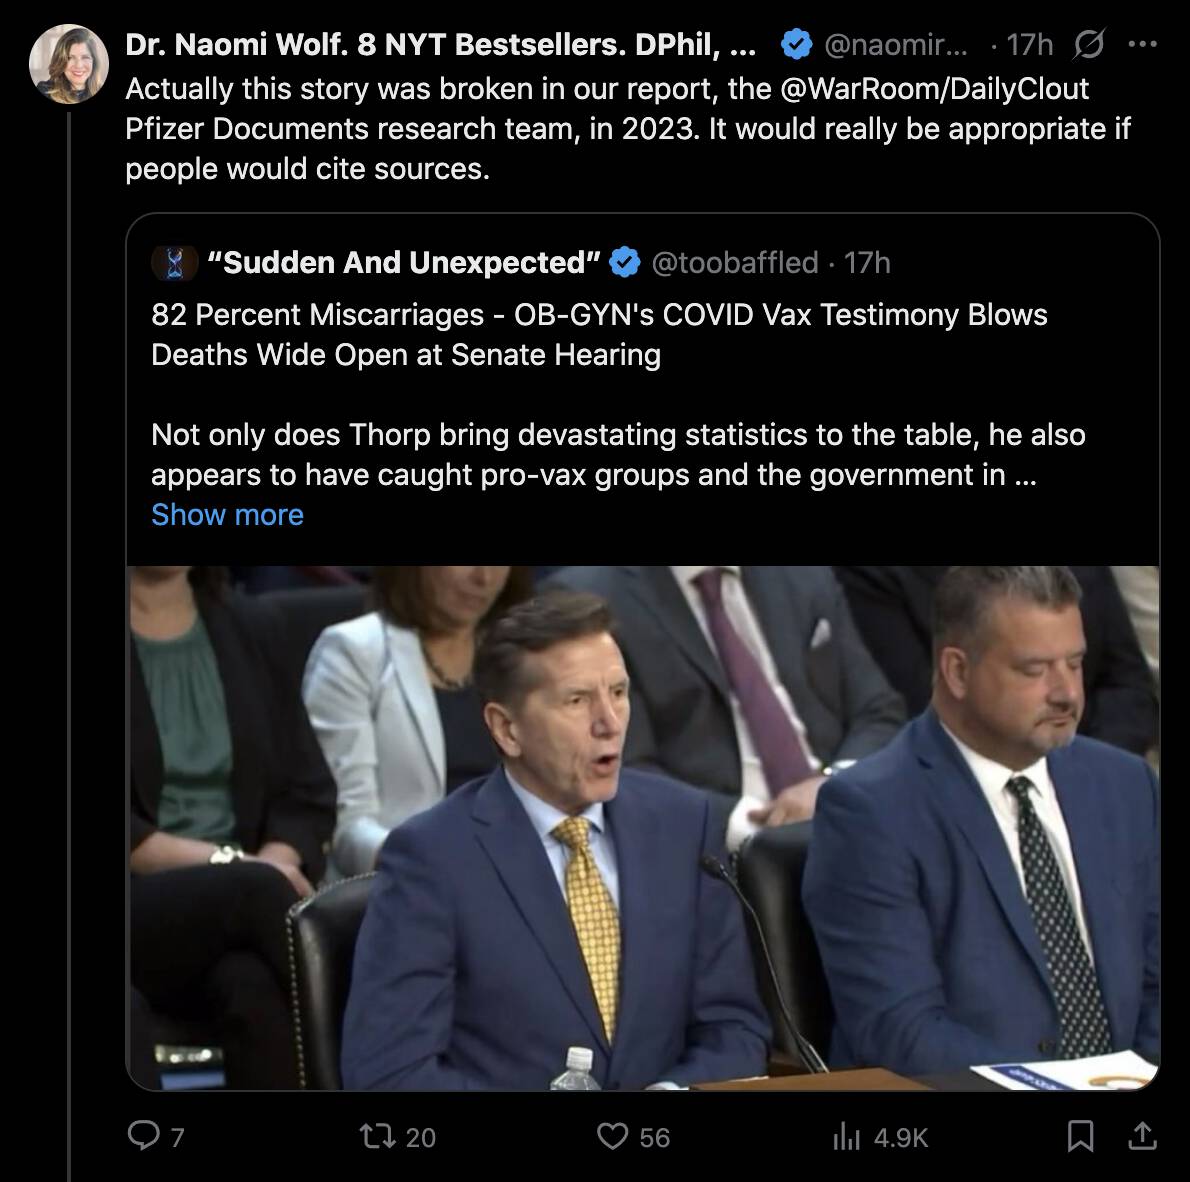 Dr. Naomi Wolf. 8 NYT Bestsellers. DPhil, ... @naomir... · 17h
Actually this story was broken in our report, the @WarRoom/DailyClout
Pfizer Documents research team, in 2023. It would really be appropriate if
people would cite sources.
“Sudden And Unexpected” @toobaffled · 17h
82 Percent Miscarriages - OB-GYN's COVID Vax Testimony Blows
Deaths Wide Open at Senate Hearing
Not only does Thorp bring devastating statistics to the table, he also
appears to have caught pro-vax groups and the government in ...
Show more
7 20 56 4.9K